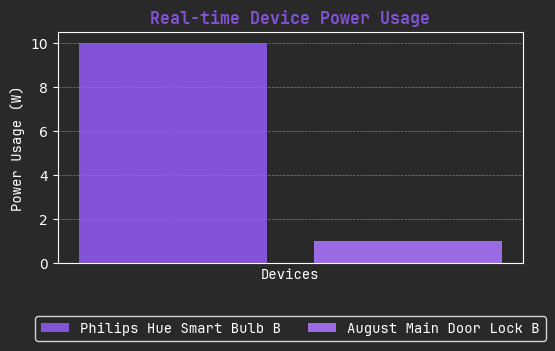 Real-time Device Power Usage
Power Usage (W)
10
8
6
4
2
0
Devices
Philips Hue Smart Bulb B
August Main Door Lock B